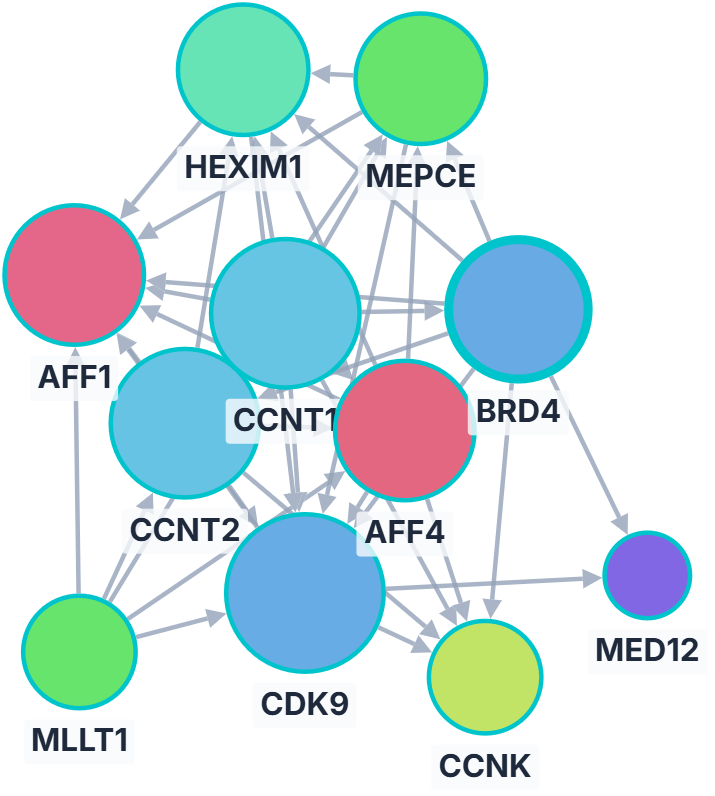 HEXIM1
MEPCE
AFF1
BRD4
CCNT1
CCNT2
AFF4
MED12
CDK9
MLLT1
CCNK